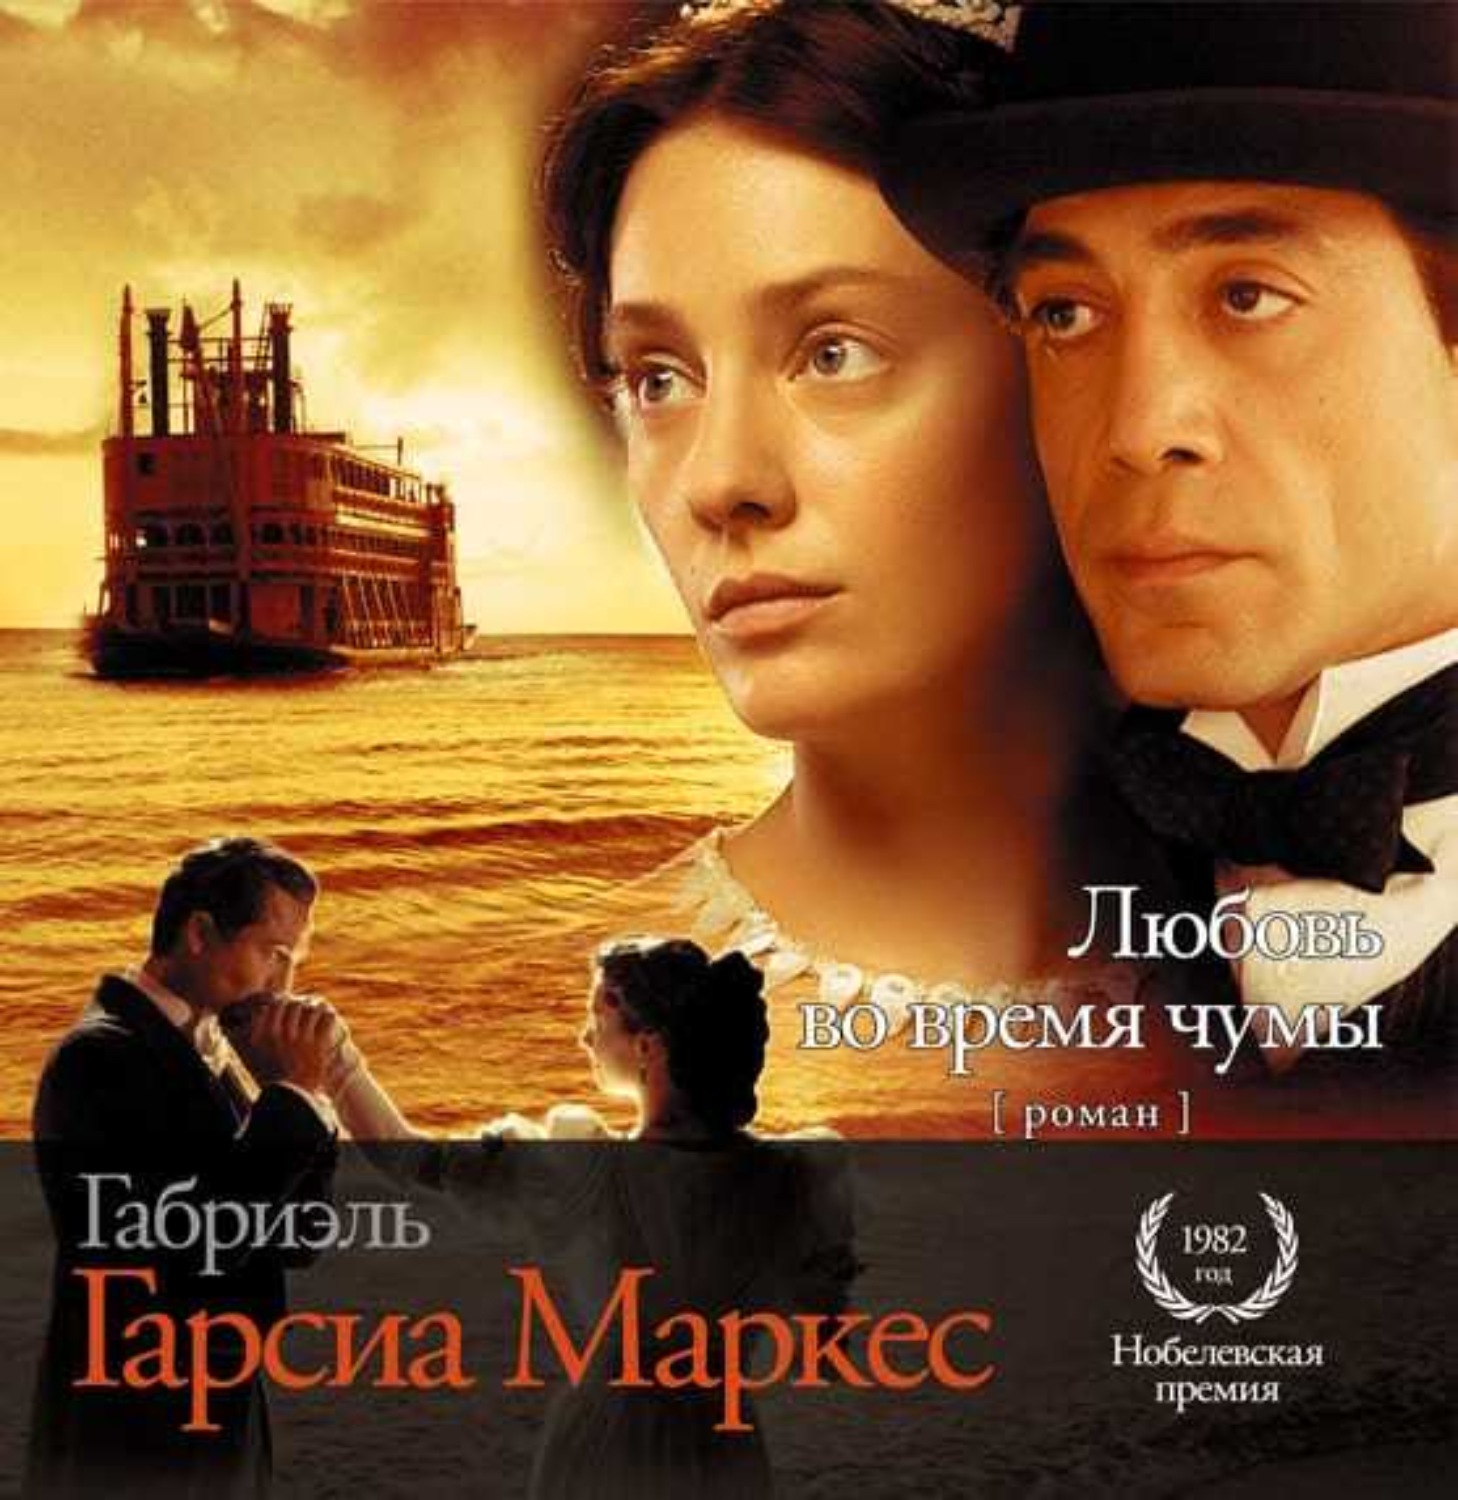 Любовь
во время чумы
[ роман ]
Габриэль
Гарсиа Маркес
1982
год
Нобелевская
премия